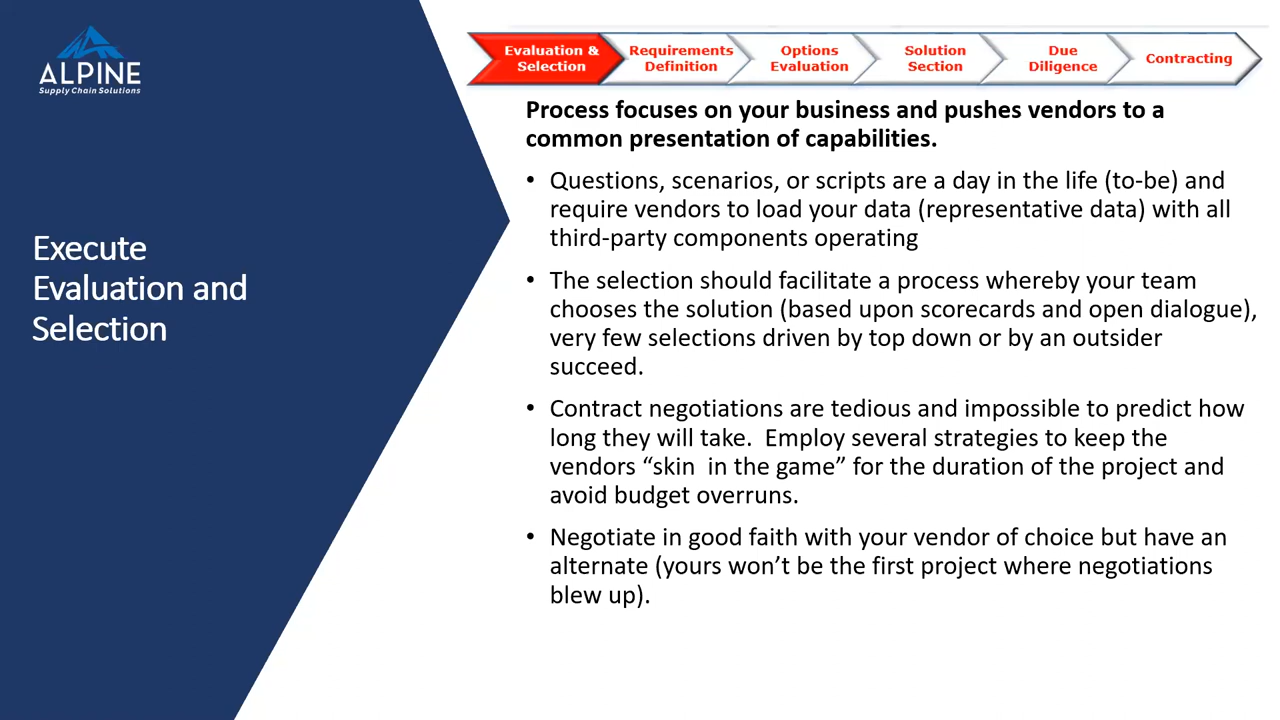 ALPINE
Supply Chain Solutions
Evaluation &
Selection
Requirements
Definition
Options
Evaluation
Solution
Section
Due
Diligence
Contracting
Execute
Evaluation and
Selection
Process focuses on your business and pushes vendors to a
common presentation of capabilities.
• Questions, scenarios, or scripts are a day in the life (to-be) and
require vendors to load your data (representative data) with all
third-party components operating
• The selection should facilitate a process whereby your team
chooses the solution (based upon scorecards and open dialogue),
very few selections driven by top down or by an outsider
succeed.
• Contract negotiations are tedious and impossible to predict how
long they will take.  Employ several strategies to keep the
vendors “skin  in the game” for the duration of the project and
avoid budget overruns.
• Negotiate in good faith with your vendor of choice but have an
alternate (yours won’t be the first project where negotiations
blew up).